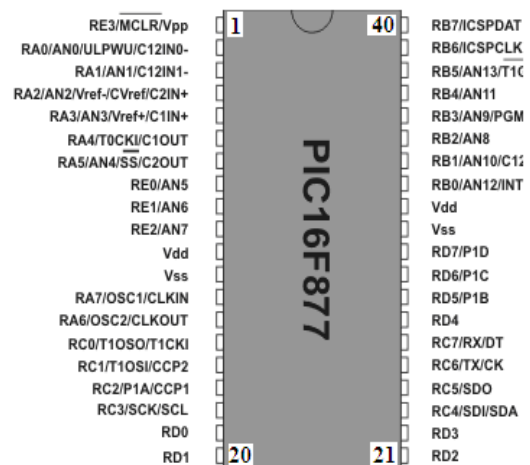 RE3/MCLR/Vpp
RA0/AN0/ULPWU/C12IN0-
RA1/AN1/C12IN1-
RA2/AN2/Vref-/CVref/C2IN+
RA3/AN3/Vref+/C1IN+
RA4/T0CKI/C1OUT
RA5/AN4/SS/C2OUT
RE0/AN5
RE1/AN6
RE2/AN7
Vdd
Vss
RA7/OSC1/CLKIN
RA6/OSC2/CLKOUT
RC0/T1OSO/T1CKI
RC1/T1OSI/CCP2
RC2/P1A/CCP1
RC3/SCK/SCL
RD0
RD1
1
20
PIC16F877
40
21
RB7/ICSPDAT
RB6/ICSPCLK
RB5/AN13/T1G
RB4/AN11
RB3/AN9/PGM
RB2/AN8
RB1/AN10/C12
RB0/AN12/INT
Vdd
Vss
RD7/P1D
RD6/P1C
RD5/P1B
RD4
RC7/RX/DT
RC6/TX/CK
RC5/SDO
RC4/SDI/SDA
RD3
RD2